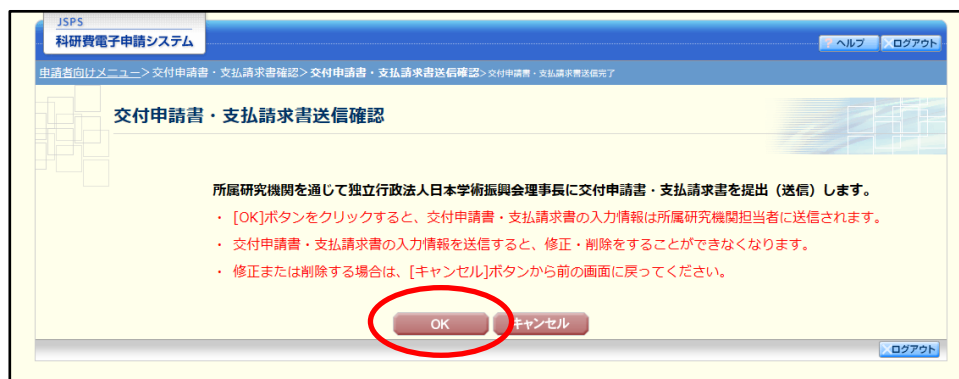 JSPS
科研費電子申請システム
ヘルプ
ログアウト
申請者向けメニュー>交付申請書・支払請求書確認>交付申請書・支払請求書送信確認>交付申請書・支払請求書送信完了
交付申請書・支払請求書送信確認
所属研究機関を通じて独立行政法人日本学術振興会理事長に交付申請書・支払請求書を提出（送信）します。
・ [OK]ボタンをクリックすると、交付申請書・支払請求書の入力情報は所属研究機関担当者に送信されます。
・ 交付申請書・支払請求書の入力情報を送信すると、修正・削除をすることができなくなります。
・ 修正または削除する場合は、[キャンセル]ボタンから前の画面に戻ってください。
OK
キャンセル
ログアウト